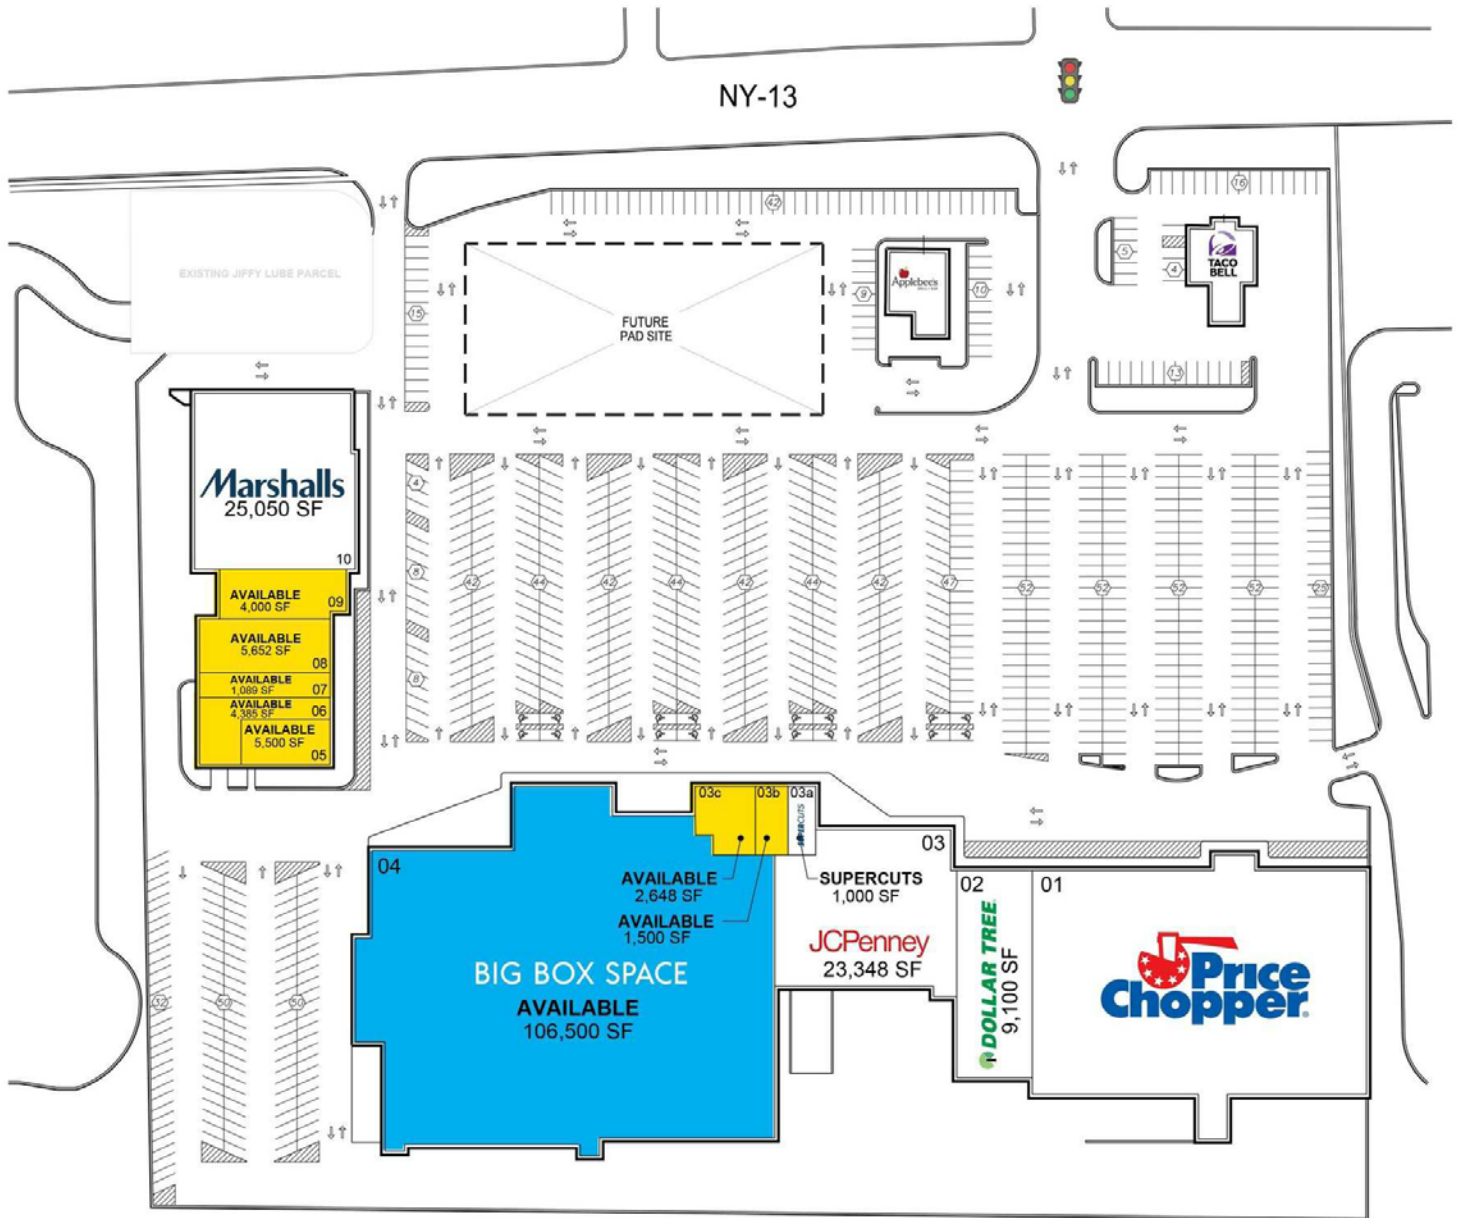 NY-13
16
42
EXISTING JIFFY LUBE PARCEL
5
4
TACO
BELL
Applebee's
9
10
15
FUTURE
PAD SITE
13
Marshalls
25,050 SF
10
4
8
8
42
44
42
44
42
44
42
47
52
52
52
52
25
AVAILABLE
4,000 SF
09
AVAILABLE
5,652 SF
08
AVAILABLE
1,089 SF
07
AVAILABLE
4,385 SF
06
AVAILABLE
5,500 SF
05
03c
03b
03a
SUPERCUTS
04
03
AVAILABLE
2,648 SF
AVAILABLE
1,500 SF
SUPERCUTS
1,000 SF
JCPenney
23,348 SF
02
DOLLAR TREE
9,100 SF
01
Price
Chopper
BIG BOX SPACE
AVAILABLE
106,500 SF
32
50
50